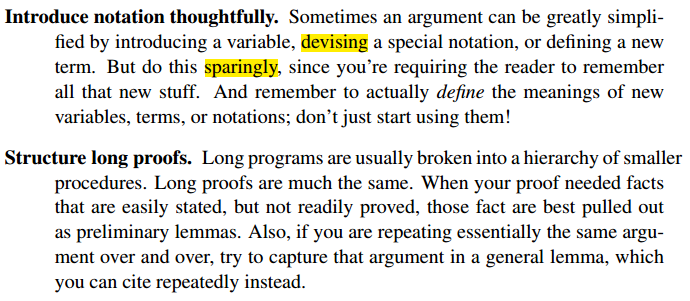 Introduce notation thoughtfully. Sometimes an argument can be greatly simpli-
fied by introducing a variable, devising a special notation, or defining a new
term. But do this sparingly, since you're requiring the reader to remember
all that new stuff. And remember to actually define the meanings of new
variables, terms, or notations; don't just start using them!
Structure long proofs. Long programs are usually broken into a hierarchy of smaller
procedures. Long proofs are much the same. When your proof needed facts
that are easily stated, but not readily proved, those fact are best pulled out
as preliminary lemmas. Also, if you are repeating essentially the same argu-
ment over and over, try to capture that argument in a general lemma, which
you can cite repeatedly instead.